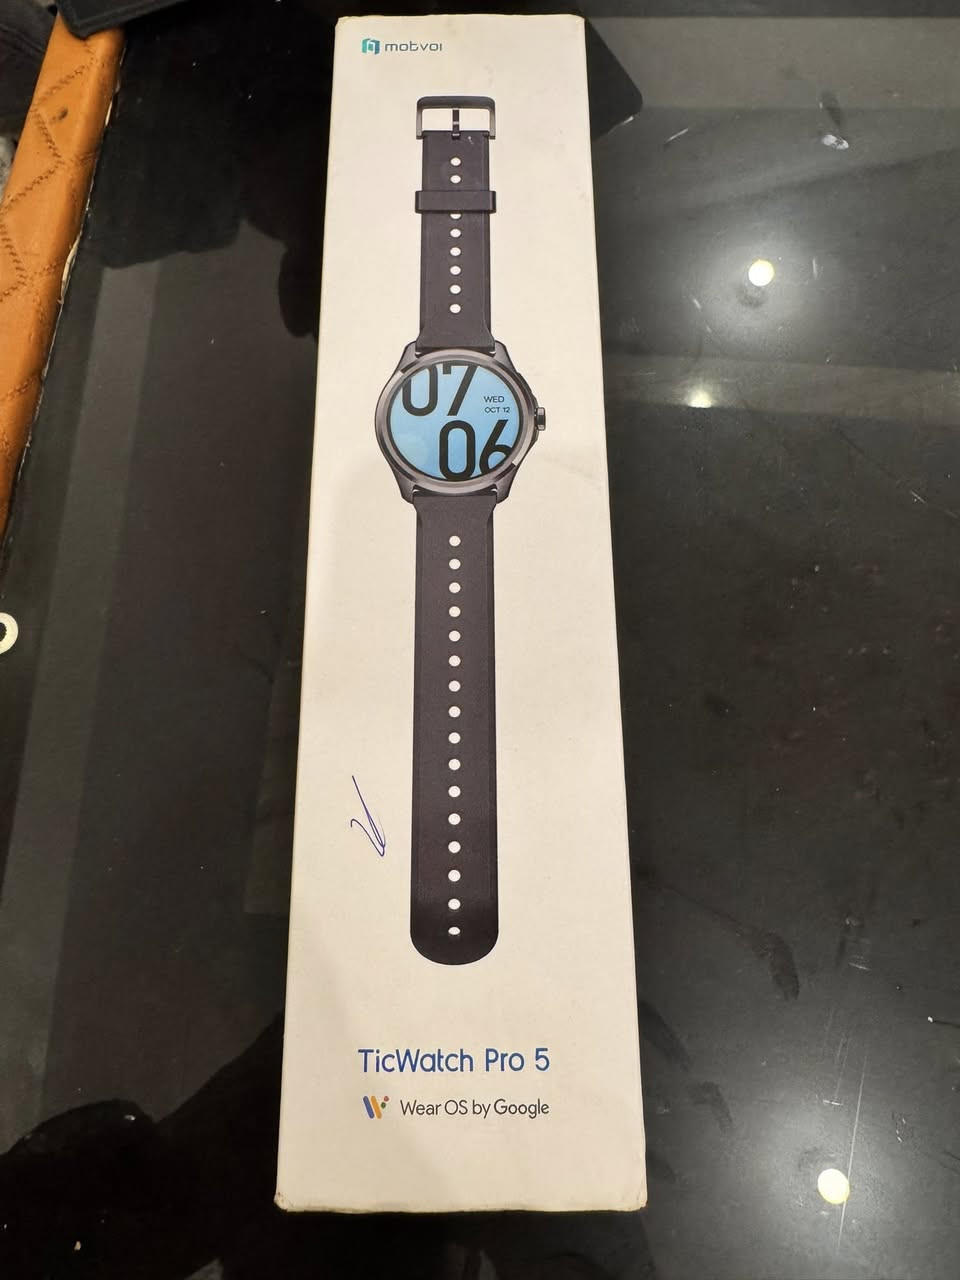 mobvoi
07
WED
OCT 12
06
TicWatch Pro 5
Wear OS by Google